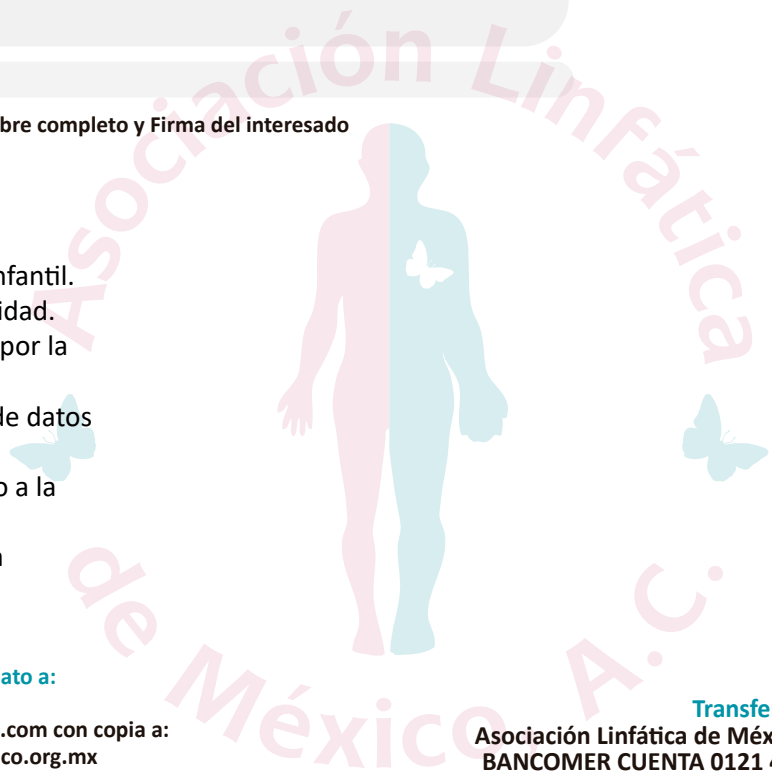 Asociación Linfática
de México, A.C.
bre completo y Firma del interesado
nfantil.
idad.
por la
de datos
o a la
ato a:
.com con copia a:
co.org.mx
Transfe
Asociación Linfática de Méx
BANCOMER CUENTA 0121